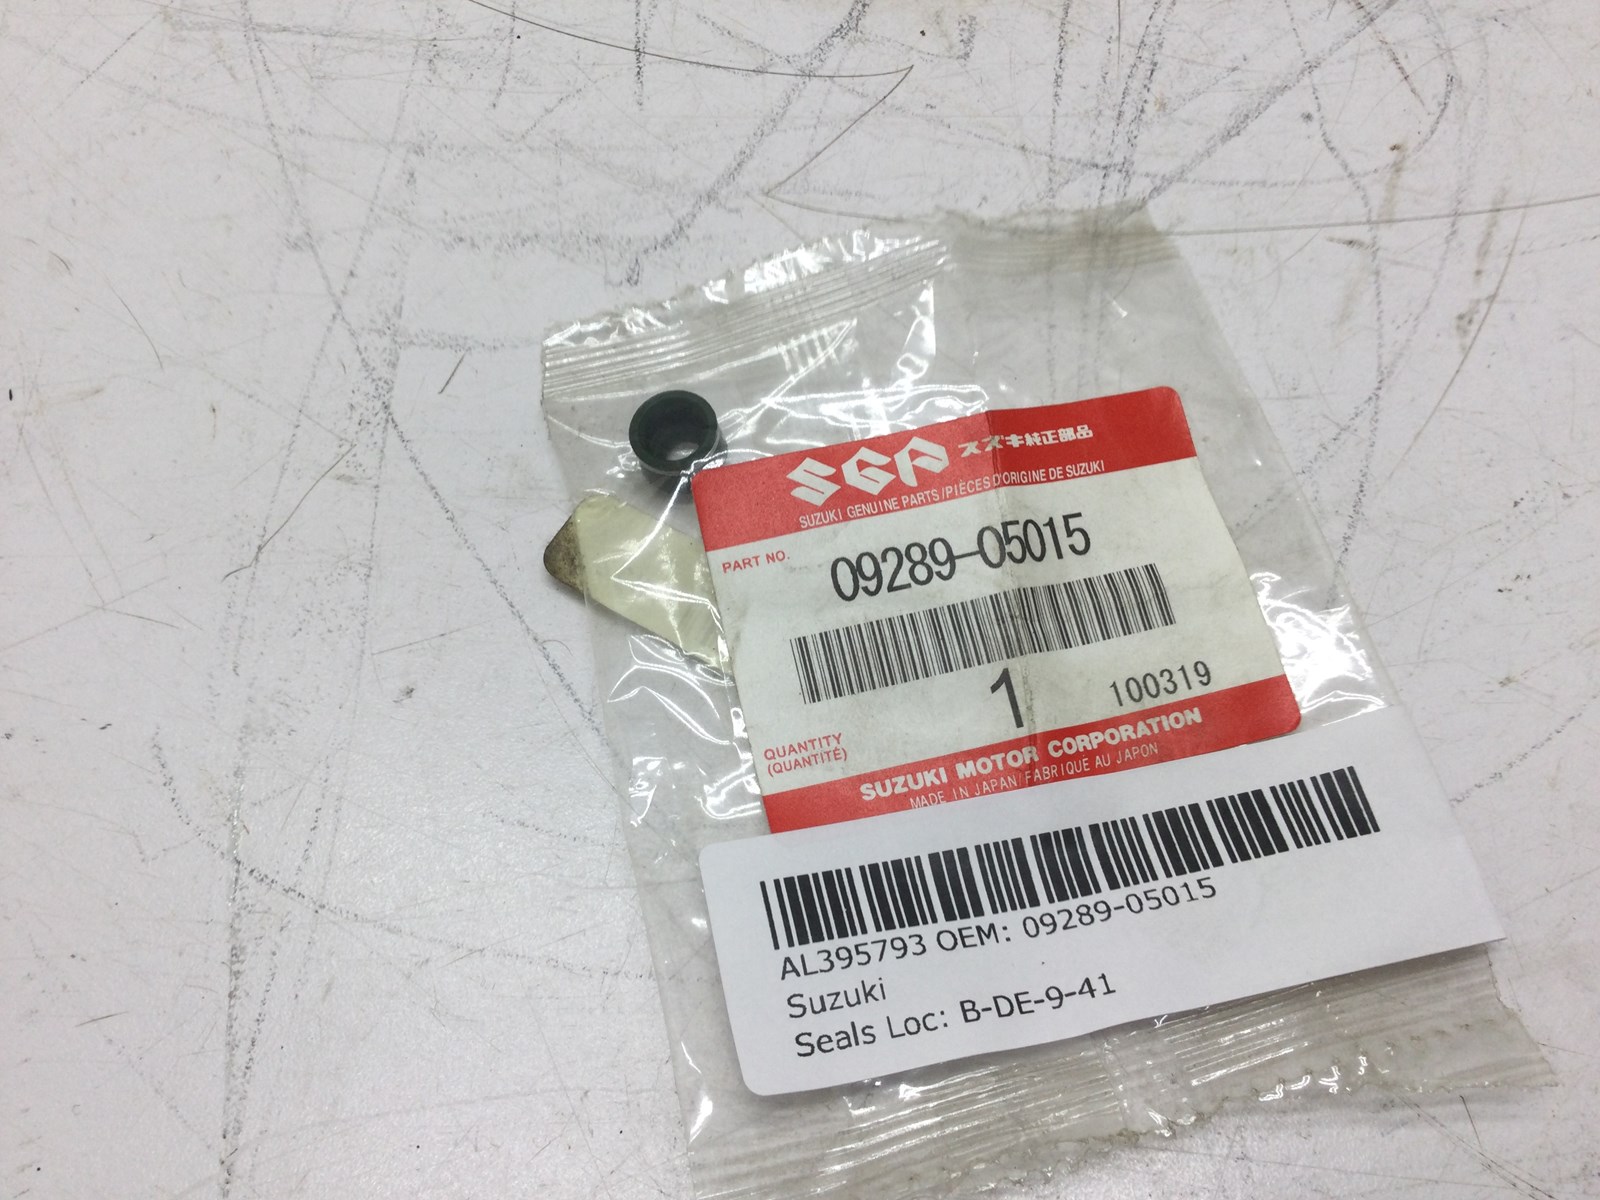 SGP スズキ純正部品
SUZUKI GENUINE PARTS/PIÈCES D'ORIGINE DE SUZUKI
PART NO. 09289-05015
1 100319
QUANTITY
(QUANTITÉ)
SUZUKI MOTOR CORPORATION
MADE IN JAPAN/FABRIQUE AU JAPON
AL395793 OEM: 09289-05015
Suzuki
Seals Loc: B-DE-9-41